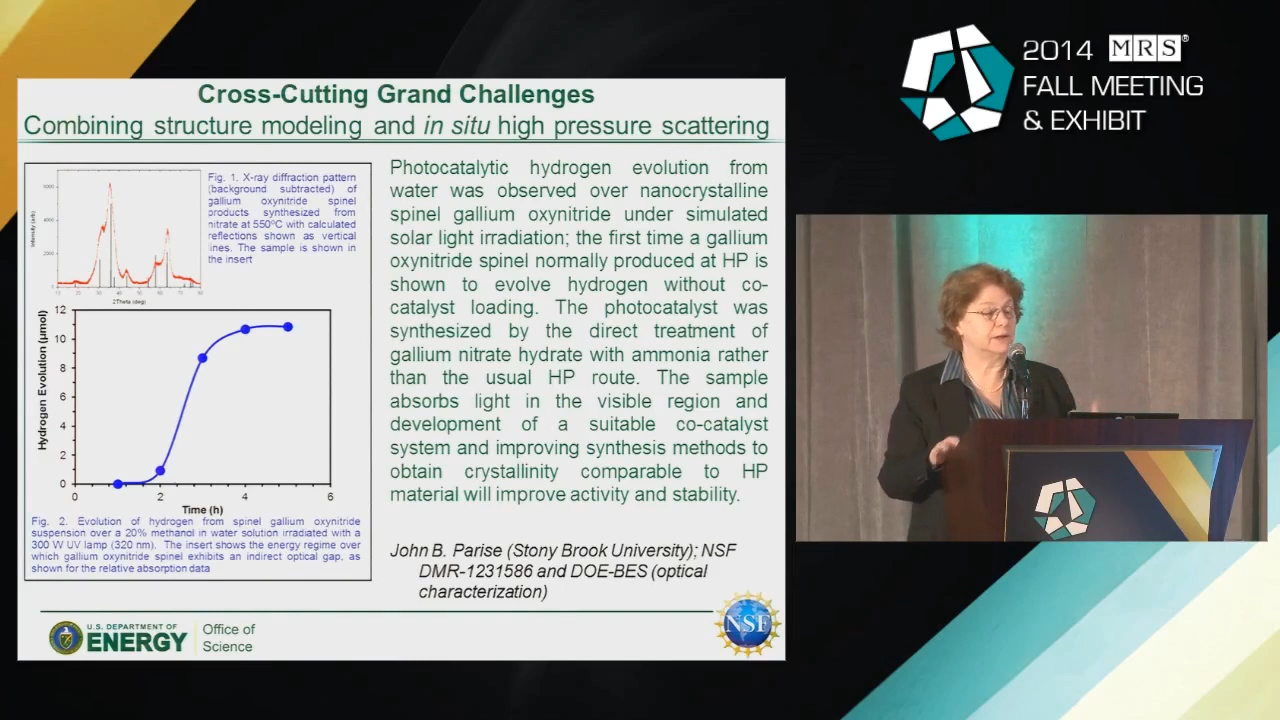 2014 MRS®
FALL MEETING
& EXHIBIT
Cross-Cutting Grand Challenges
Combining structure modeling and in situ high pressure scattering
Intensity (arb)
2Theta (deg)
Fig. 1. X-ray diffraction pattern
(background subtracted) of
gallium oxynitride spinel
products synthesized from
nitrate at 550°C with calculated
reflections shown as vertical
lines. The sample is shown in
the insert
Hydrogen Evolution (μmol)
12
10
8
6
4
2
0
0 2 4 6
Time (h)
Fig. 2. Evolution of hydrogen from spinel gallium oxynitride
suspension over a 20% methanol in water solution irradiated with a
300 W UV lamp (320 nm). The insert shows the energy regime over
which gallium oxynitride spinel exhibits an indirect optical gap, as
shown for the relative absorption data
Photocatalytic hydrogen evolution from
water was observed over nanocrystalline
spinel gallium oxynitride under simulated
solar light irradiation; the first time a gallium
oxynitride spinel normally produced at HP is
shown to evolve hydrogen without co-
catalyst loading. The photocatalyst was
synthesized by the direct treatment of
gallium nitrate hydrate with ammonia rather
than the usual HP route. The sample
absorbs light in the visible region and
development of a suitable co-catalyst
system and improving synthesis methods to
obtain crystallinity comparable to HP
material will improve activity and stability.
John B. Parise (Stony Brook University); NSF
DMR-1231586 and DOE-BES (optical
characterization)
U.S. DEPARTMENT OF
ENERGY
Office of
Science
NSF